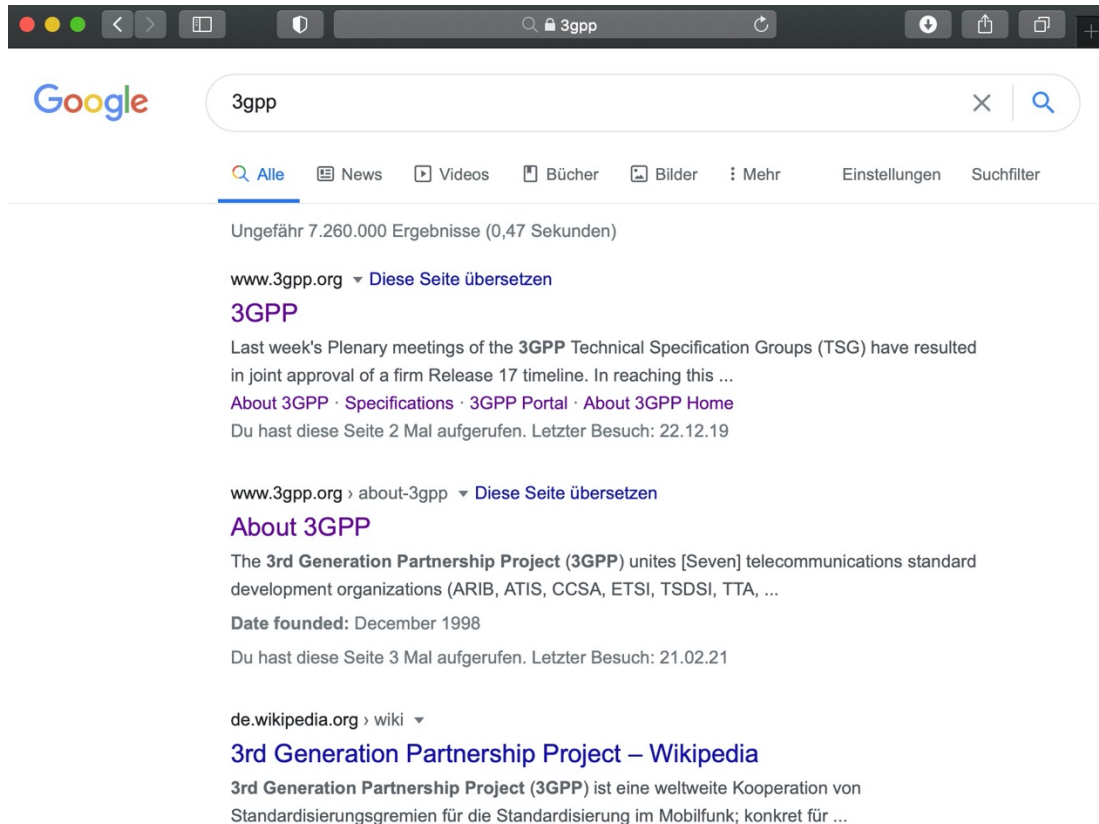 3gpp
Google
3gpp
Alle News Videos Bücher Bilder Mehr Einstellungen Suchfilter
Ungefähr 7.260.000 Ergebnisse (0,47 Sekunden)
www.3gpp.org Diese Seite übersetzen
3GPP
Last week's Plenary meetings of the 3GPP Technical Specification Groups (TSG) have resulted
in joint approval of a firm Release 17 timeline. In reaching this ...
About 3GPP · Specifications · 3GPP Portal · About 3GPP Home
Du hast diese Seite 2 Mal aufgerufen. Letzter Besuch: 22.12.19
www.3gpp.org › about-3gpp Diese Seite übersetzen
About 3GPP
The 3rd Generation Partnership Project (3GPP) unites [Seven] telecommunications standard
development organizations (ARIB, ATIS, CCSA, ETSI, TSDSI, TTA, ...
Date founded: December 1998
Du hast diese Seite 3 Mal aufgerufen. Letzter Besuch: 21.02.21
de.wikipedia.org › wiki
3rd Generation Partnership Project – Wikipedia
3rd Generation Partnership Project (3GPP) ist eine weltweite Kooperation von
Standardisierungsgremien für die Standardisierung im Mobilfunk; konkret für ...